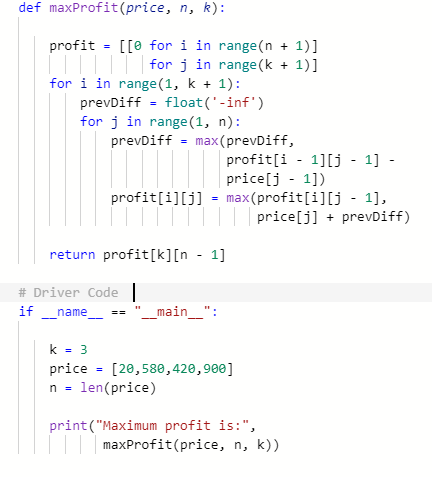 def maxProfit(price, n, k):
profit = [[0 for i in range(n + 1)]
for j in range(k + 1)]
for i in range(1, k + 1):
prevDiff = float('-inf')
for j in range(1, n):
prevDiff = max(prevDiff,
profit[i - 1][j - 1] -
price[j - 1])
profit[i][j] = max(profit[i][j - 1],
price[j] + prevDiff)
return profit[k][n - 1]
# Driver Code
if __name__ == "__main__":
k = 3
price = [20,580,420,900]
n = len(price)
print("Maximum profit is:",
maxProfit(price, n, k))